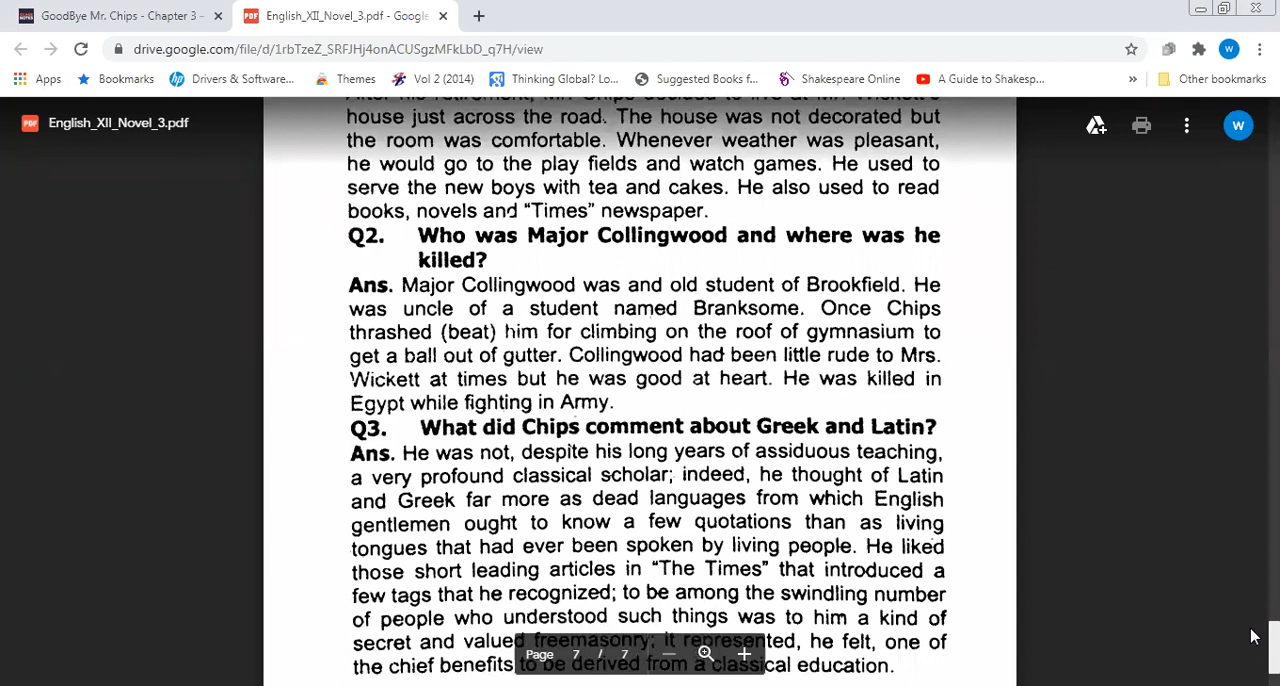 GoodBye Mr. Chips - Chapter 3 -
English_XII_Novel_3.pdf - Google
drive.google.com/file/d/1rbTzeZ_SRFJHj4onACUSgzMFkLbD_q7H/view
Apps Bookmarks Drivers & Software... Themes Vol 2 (2014) Thinking Global? Lo... Suggested Books f... Shakespeare Online A Guide to Shakesp... » Other bookmarks
PDF English_XII_Novel_3.pdf W
After his retirement, Mr. Chips decided to live at Mr. Wickett's
house just across the road. The house was not decorated but
the room was comfortable. Whenever weather was pleasant,
he would go to the play fields and watch games. He used to
serve the new boys with tea and cakes. He also used to read
books, novels and “Times” newspaper.
Q2. Who was Major Collingwood and where was he
killed?
Ans. Major Collingwood was and old student of Brookfield. He
was uncle of a student named Branksome. Once Chips
thrashed (beat) him for climbing on the roof of gymnasium to
get a ball out of gutter. Collingwood had been little rude to Mrs.
Wickett at times but he was good at heart. He was killed in
Egypt while fighting in Army.
Q3. What did Chips comment about Greek and Latin?
Ans. He was not, despite his long years of assiduous teaching,
a very profound classical scholar; indeed, he thought of Latin
and Greek far more as dead languages from which English
gentlemen ought to know a few quotations than as living
tongues that had ever been spoken by living people. He liked
those short leading articles in “The Times” that introduced a
few tags that he recognized; to be among the swindling number
of people who understood such things was to him a kind of
secret and valued freemasonry; it represented, he felt, one of
the chief benefits to be derived from a classical education.
Page 7 / 7